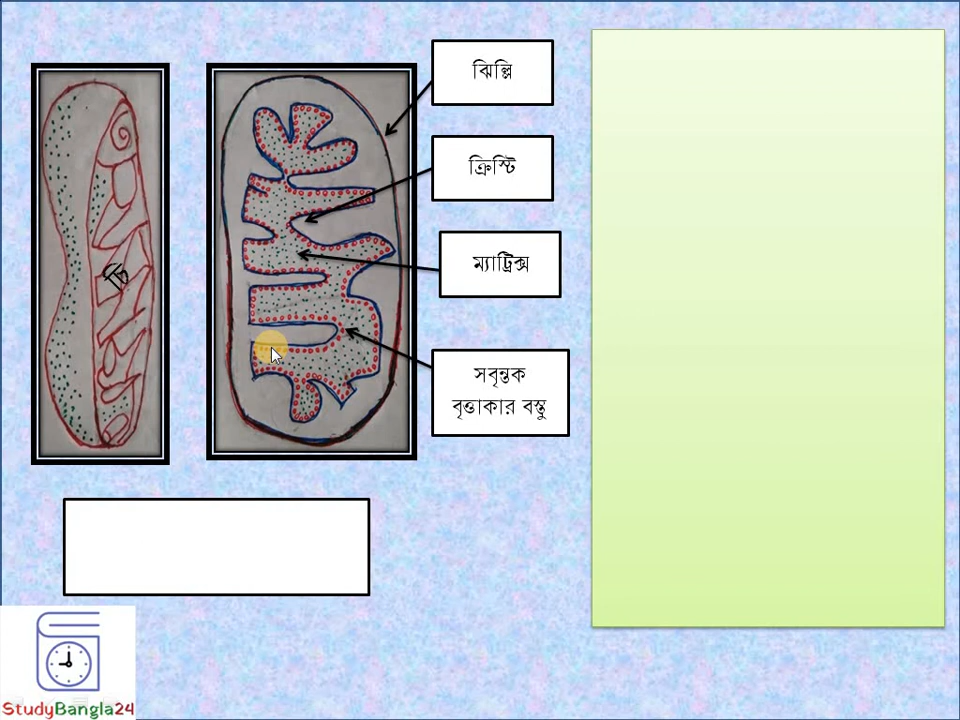 ঝিল্লি
ক্রিস্টি
ম্যাট্রিক্স
সবৃন্তক
বৃত্তাকার বস্তু
চি
StudyBangla24